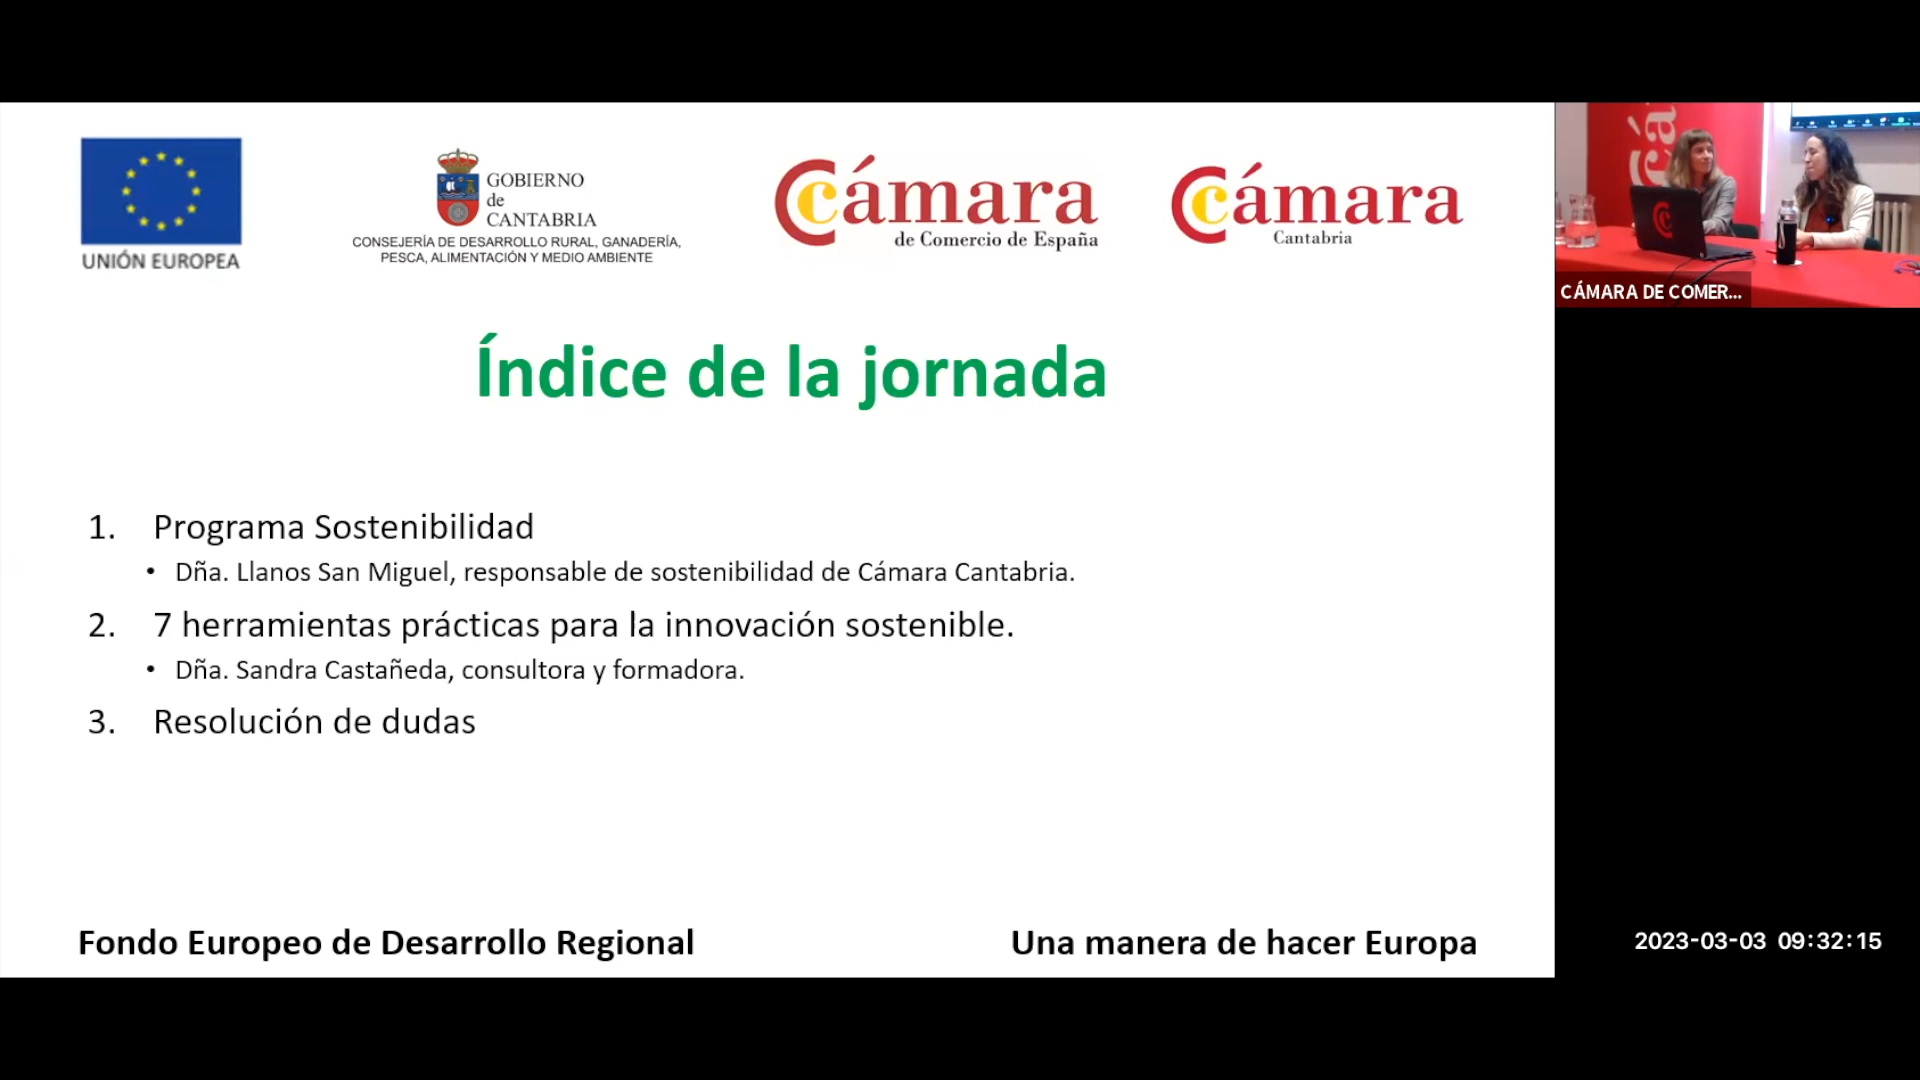 UNIÓN EUROPEA
GOBIERNO
de
CANTABRIA
CONSEJERÍA DE DESARROLLO RURAL, GANADERÍA,
PESCA, ALIMENTACIÓN Y MEDIO AMBIENTE
Cámara
de Comercio de España
Cámara
Cantabria
Cá
CÁMARA DE COMER...
Índice de la jornada
1. Programa Sostenibilidad
• Dña. Llanos San Miguel, responsable de sostenibilidad de Cámara Cantabria.
2. 7 herramientas prácticas para la innovación sostenible.
• Dña. Sandra Castañeda, consultora y formadora.
3. Resolución de dudas
Fondo Europeo de Desarrollo Regional
Una manera de hacer Europa
2023-03-03 09:32:15